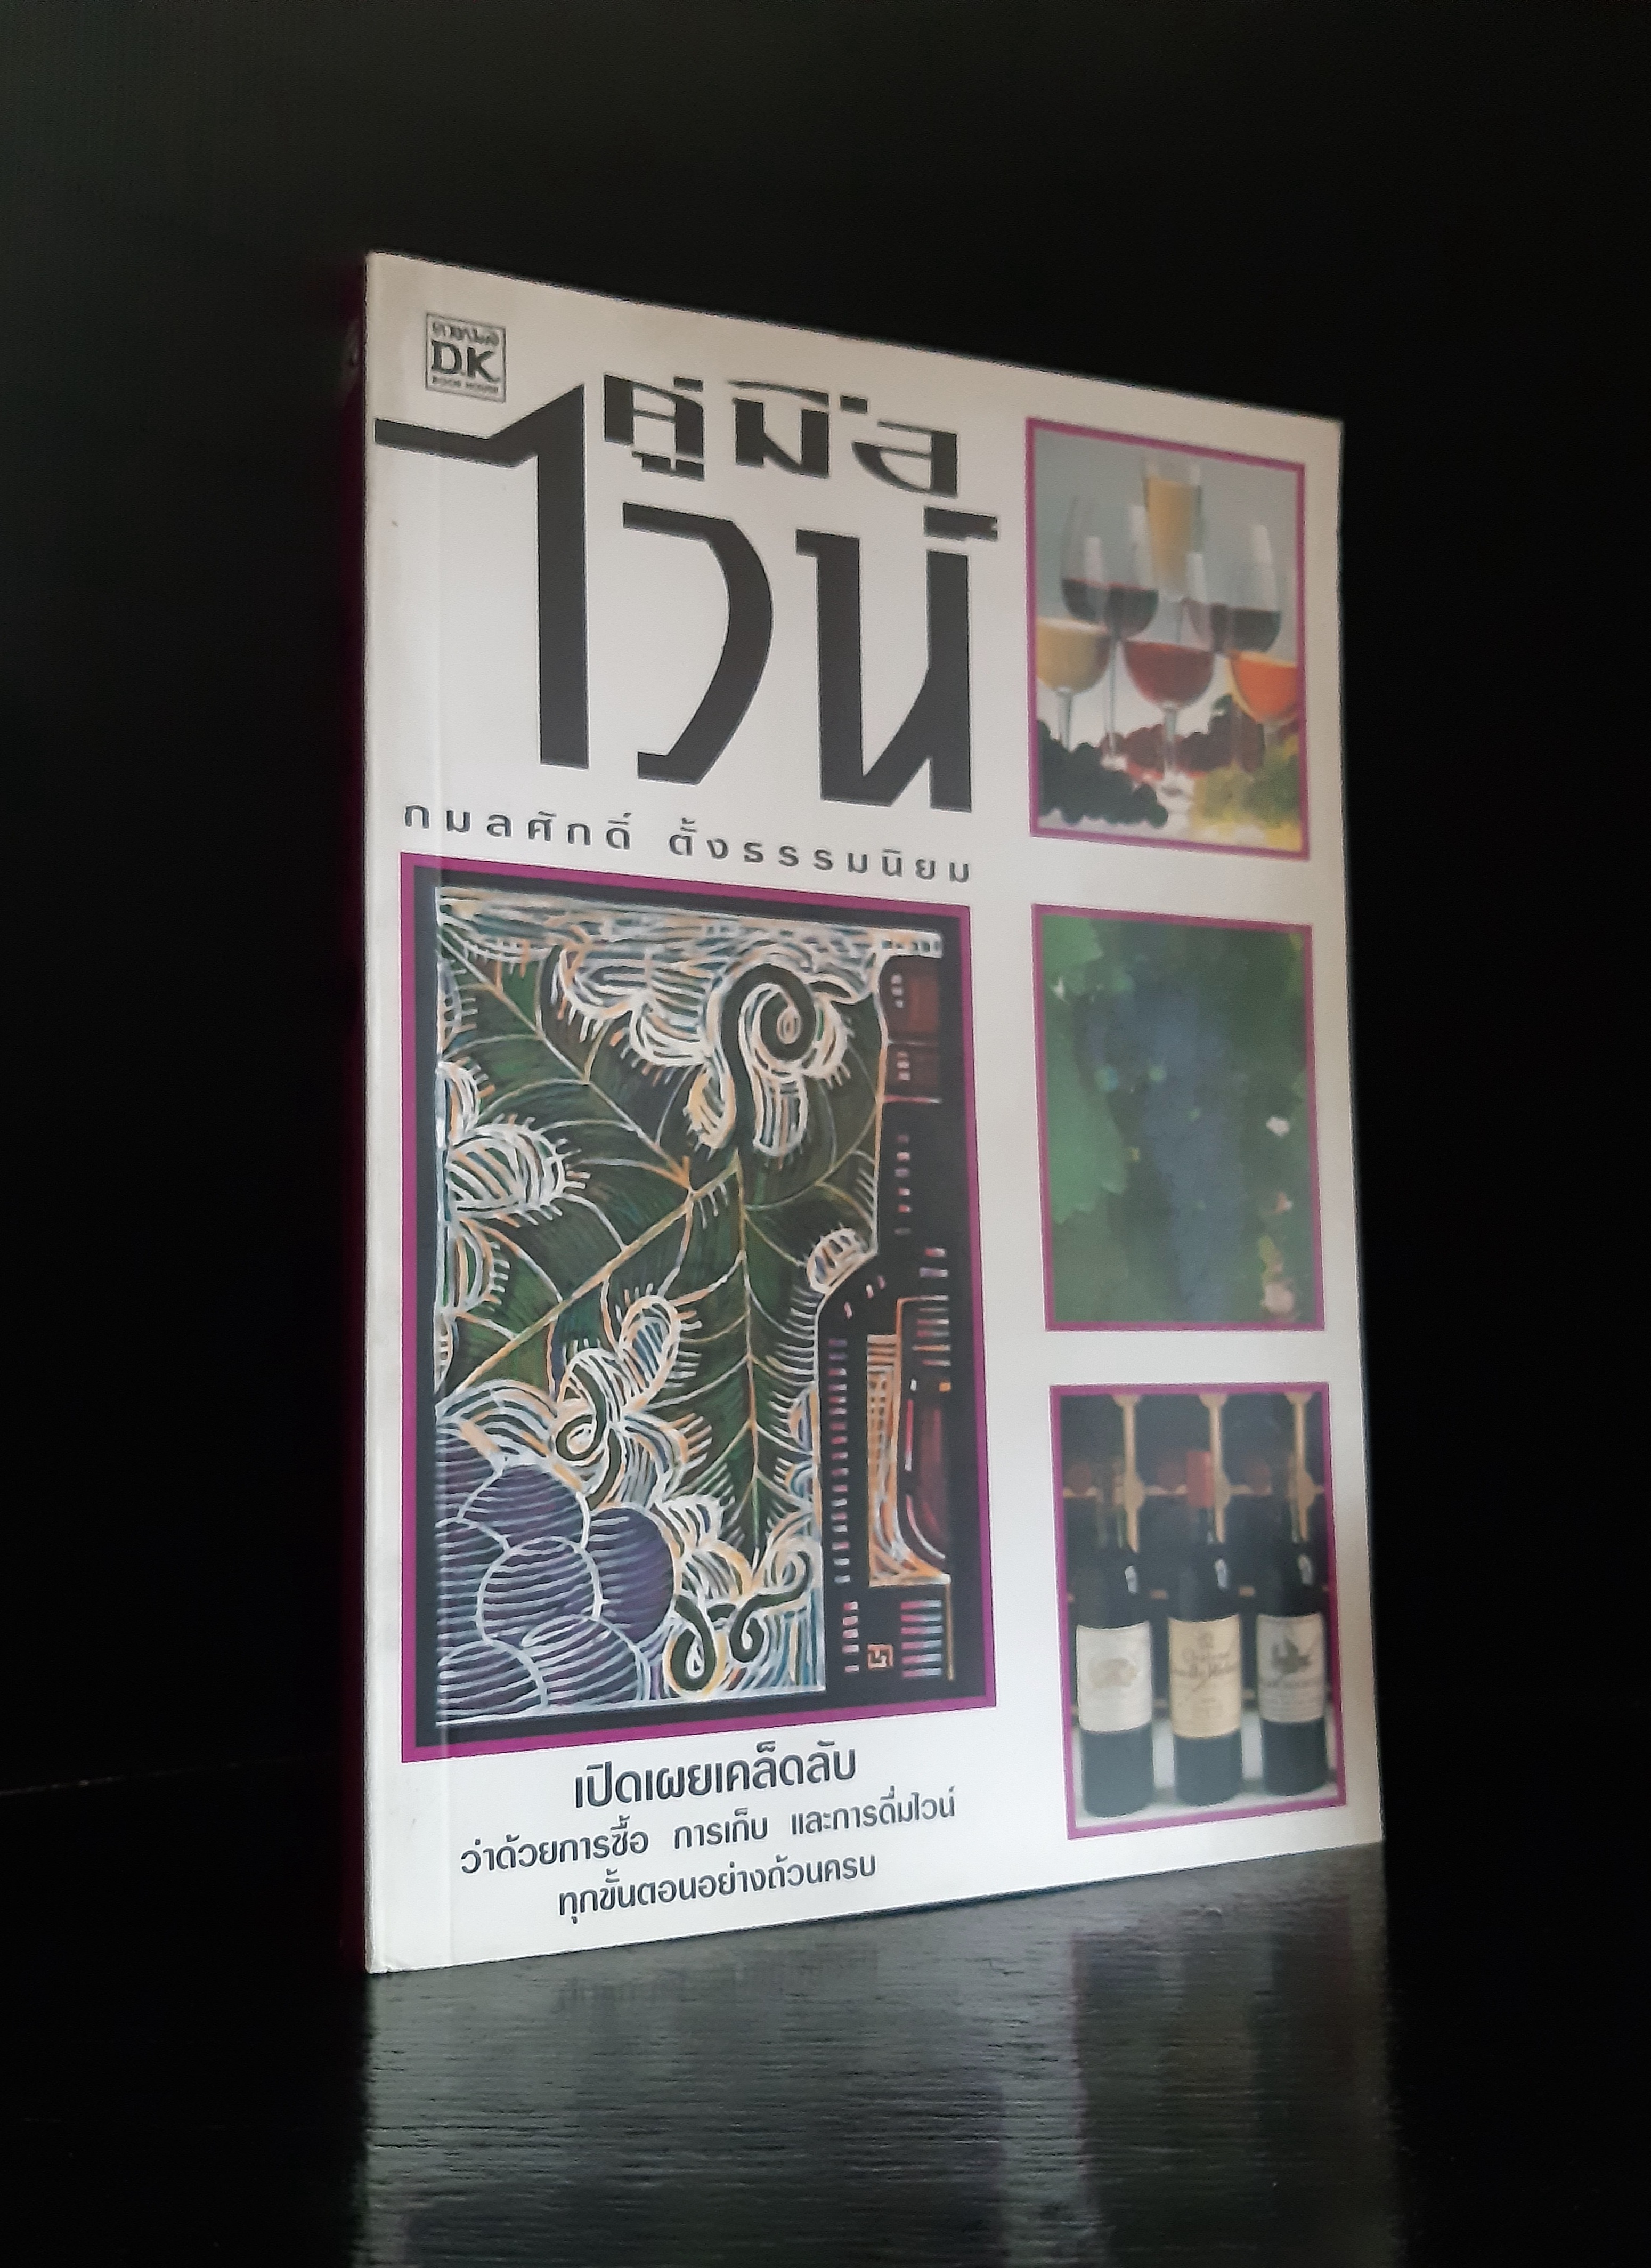 DK
BOOK HOUSE
คู่มือ
ไวน์
กมลศักดิ์ ตั้งธรรมนิยม
เปิดเผยเคล็ดลับ
ว่าด้วยการซื้อ การเก็บ และการดื่มไวน์
ทุกขั้นตอนอย่างถ้วนครบ